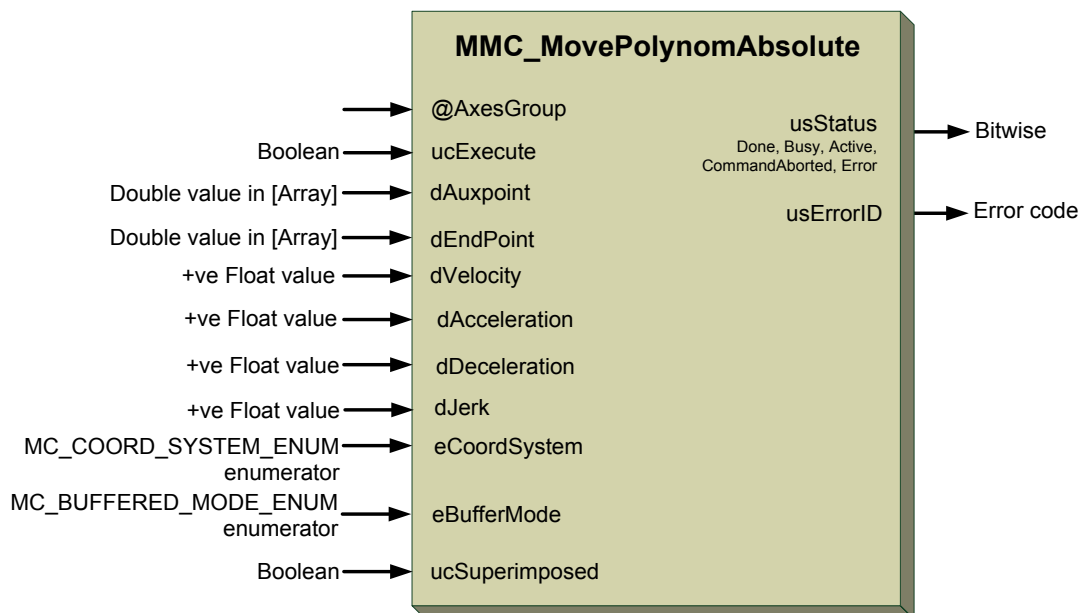 MMC_MovePolynomAbsolute
@AxesGroup
Boolean
ucExecute
Double value in [Array]
dAuxpoint
Double value in [Array]
dEndPoint
+ve Float value
dVelocity
+ve Float value
dAcceleration
+ve Float value
dDeceleration
+ve Float value
dJerk
MC_COORD_SYSTEM_ENUM
enumerator
eCoordSystem
MC_BUFFERED_MODE_ENUM
enumerator
eBufferMode
Boolean
ucSuperimposed
usStatus
Done, Busy, Active,
CommandAborted, Error
Bitwise
usErrorID
Error code